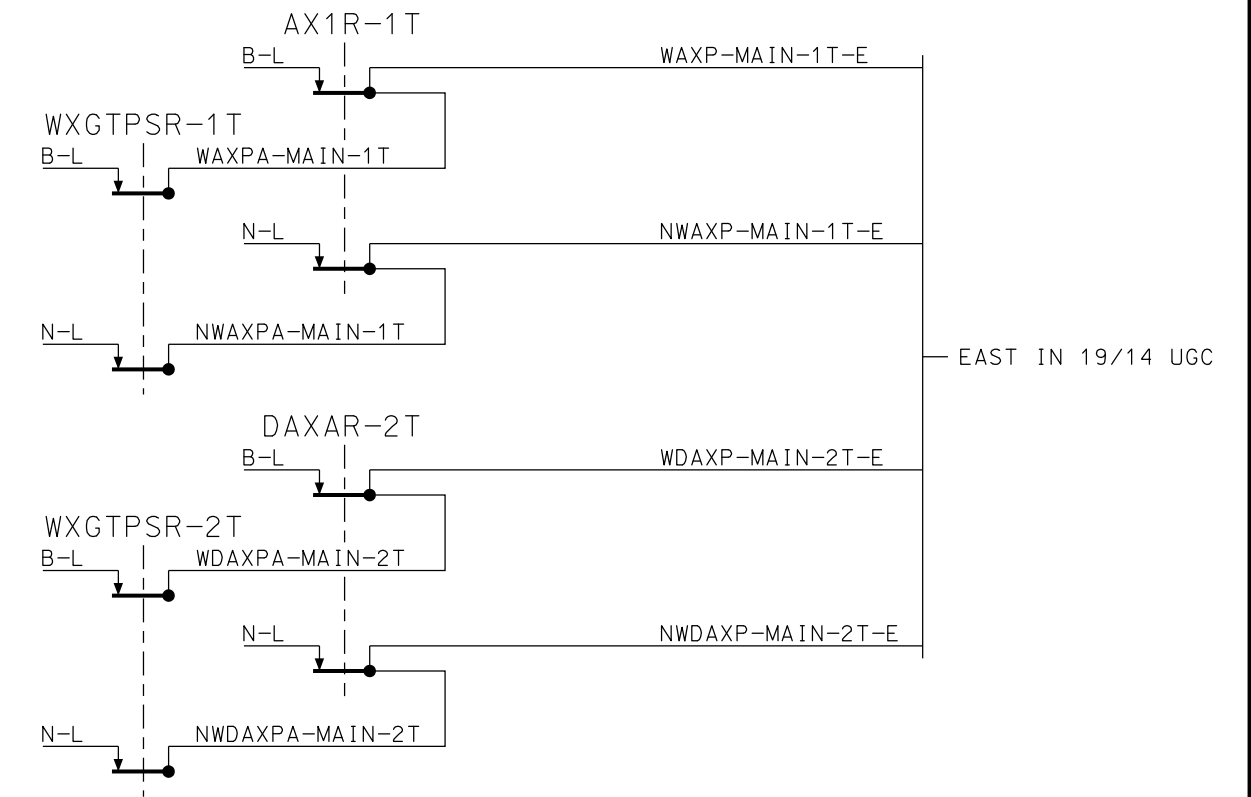 AX1R-1T
B-L
WAXP-MAIN-1T-E
WXGTPSR-1T
B-L
WAXPA-MAIN-1T
N-L
NWAXP-MAIN-1T-E
N-L
NWAXPA-MAIN-1T
EAST IN 19/14 UGC
DAXAR-2T
B-L
WDAXP-MAIN-2T-E
WXGTPSR-2T
B-L
WDAXPA-MAIN-2T
N-L
NWDAXP-MAIN-2T-E
N-L
NWDAXPA-MAIN-2T